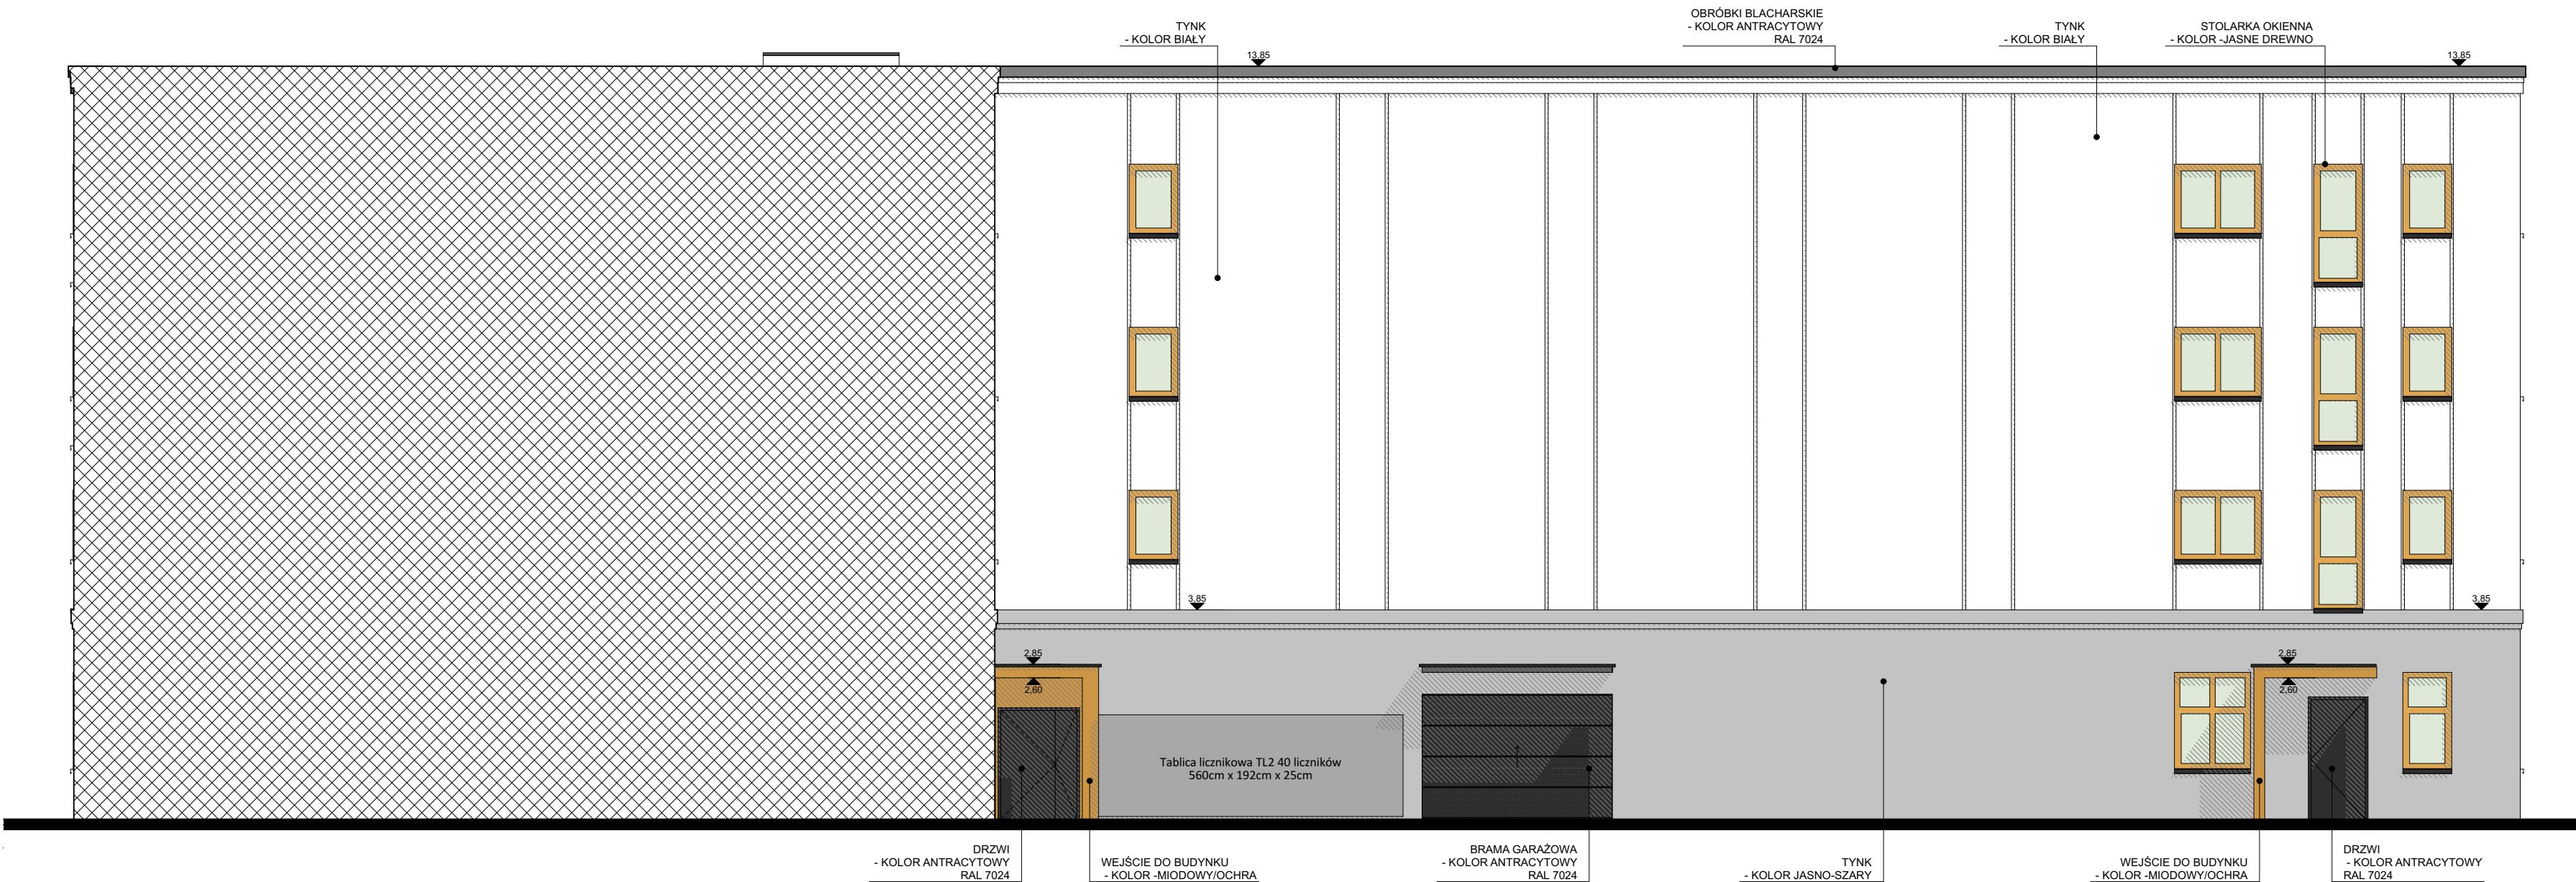 OBRÓBKI BLACHARSKIE
- KOLOR ANTRACYTOWY
RAL 7024
TYNK
- KOLOR BIAŁY
TYNK
- KOLOR BIAŁY
STOLARKA OKIENNA
- KOLOR -JASNE DREWNO
13,85
13,85
3,85
3,85
2,85
2,60
2,85
2,60
Tablica licznikowa TL2 40 liczników
560cm x 192cm x 25cm
DRZWI
- KOLOR ANTRACYTOWY
RAL 7024
WEJŚCIE DO BUDYNKU
- KOLOR -MIODOWY/OCHRA
BRAMA GARAŻOWA
- KOLOR ANTRACYTOWY
RAL 7024
TYNK
- KOLOR JASNO-SZARY
WEJŚCIE DO BUDYNKU
- KOLOR -MIODOWY/OCHRA
DRZWI
- KOLOR ANTRACYTOWY
RAL 7024